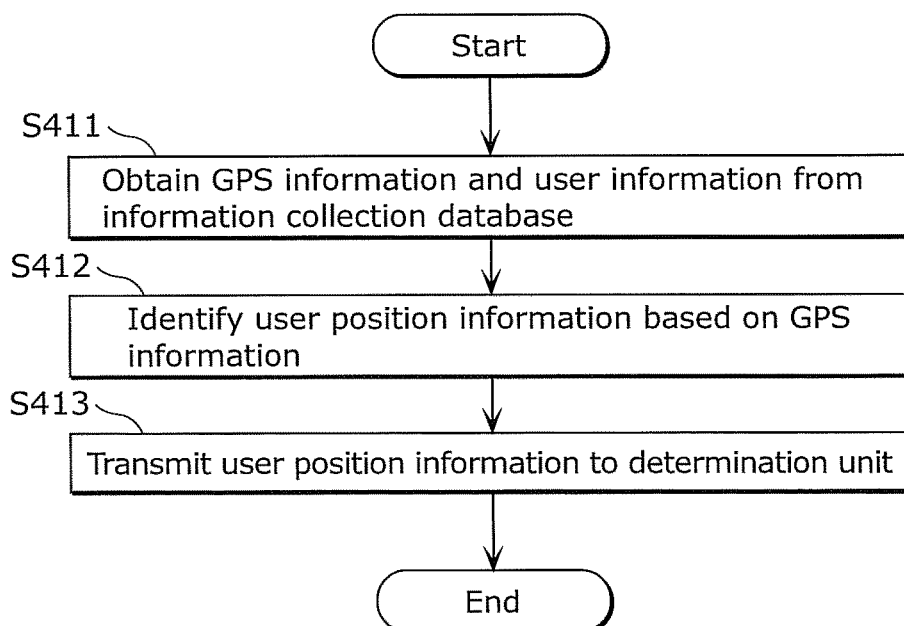 Start
S411
Obtain GPS information and user information from
information collection database
S412
Identify user position information based on GPS
information
S413
Transmit user position information to determination unit
End